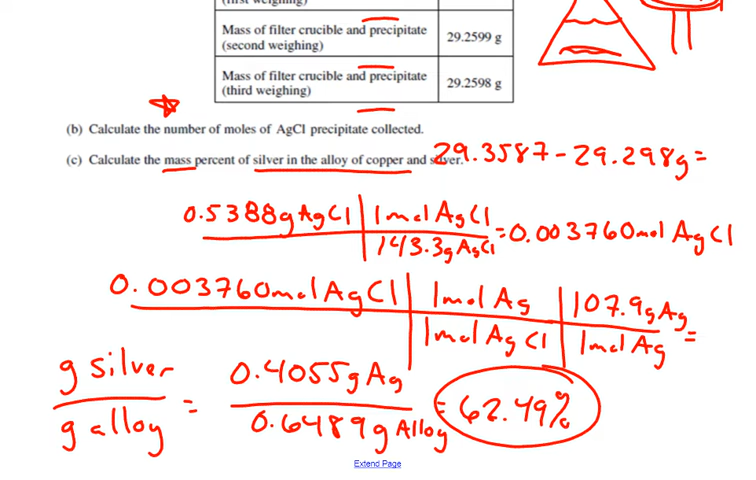 (first weighing)
Mass of filter crucible and precipitate
(second weighing)
29.2599 g
Mass of filter crucible and precipitate
(third weighing)
29.2598 g
(b) Calculate the number of moles of AgCl precipitate collected.
(c) Calculate the mass percent of silver in the alloy of copper and silver.
29.3587 - 29.298g =
0.5388g AgCl | 1mol AgCl
143.3g AgCl
= 0.003760mol AgCl
0.003760mol AgCl | 1mol Ag | 107.9g Ag
1mol AgCl | 1mol Ag =
g silver
g alloy
=
0.4055g Ag
0.6489g Alloy
= 62.49%
Extend Page